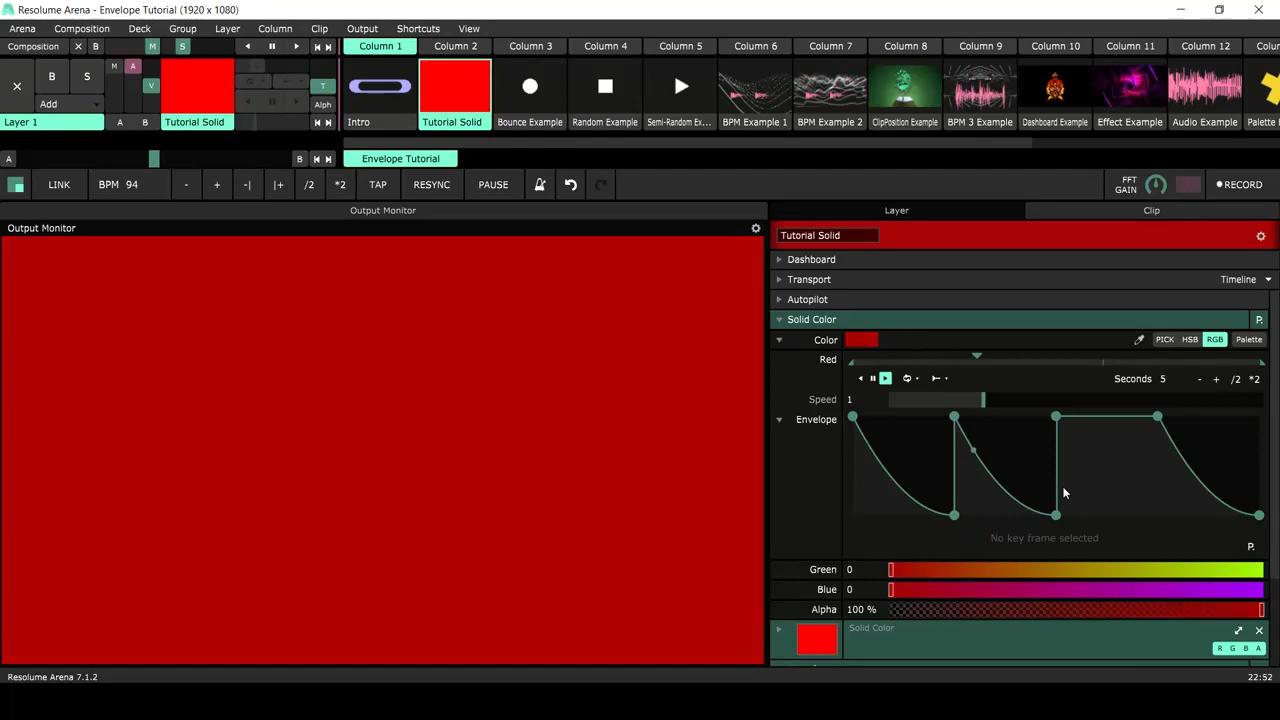 Resolume Arena - Envelope Tutorial (1920 x 1080)
Arena Composition Deck Group Layer Column Clip Output Shortcuts View
Composition B M S Column 1 Column 2 Column 3 Column 4 Column 5 Column 6 Column 7 Column 8 Column 9 Column 10 Column 11 Column 12 Colu
M A
B S V T
Add Alph
Layer 1 A B Tutorial Solid Intro Tutorial Solid Bounce Example Random Example Semi-Random Ex... BPM Example 1 BPM Example 2 ClipPosition Example BPM 3 Example Dashboard Example Effect Example Audio Example Palette
A B Envelope Tutorial
LINK BPM 94 - + -| |+ /2 *2 TAP RESYNC PAUSE FFT GAIN RECORD
Output Monitor Layer Clip
Output Monitor
Tutorial Solid
Dashboard
Transport Timeline
Autopilot
Solid Color P.
Color PICK HSB RGB Palette
Red
Seconds 5 - + /2 *2
Speed 1
Envelope
No key frame selected
P.
Green 0
Blue 0
Alpha 100 %
Solid Color
R G B A
Resolume Arena 7.1.2 22:52